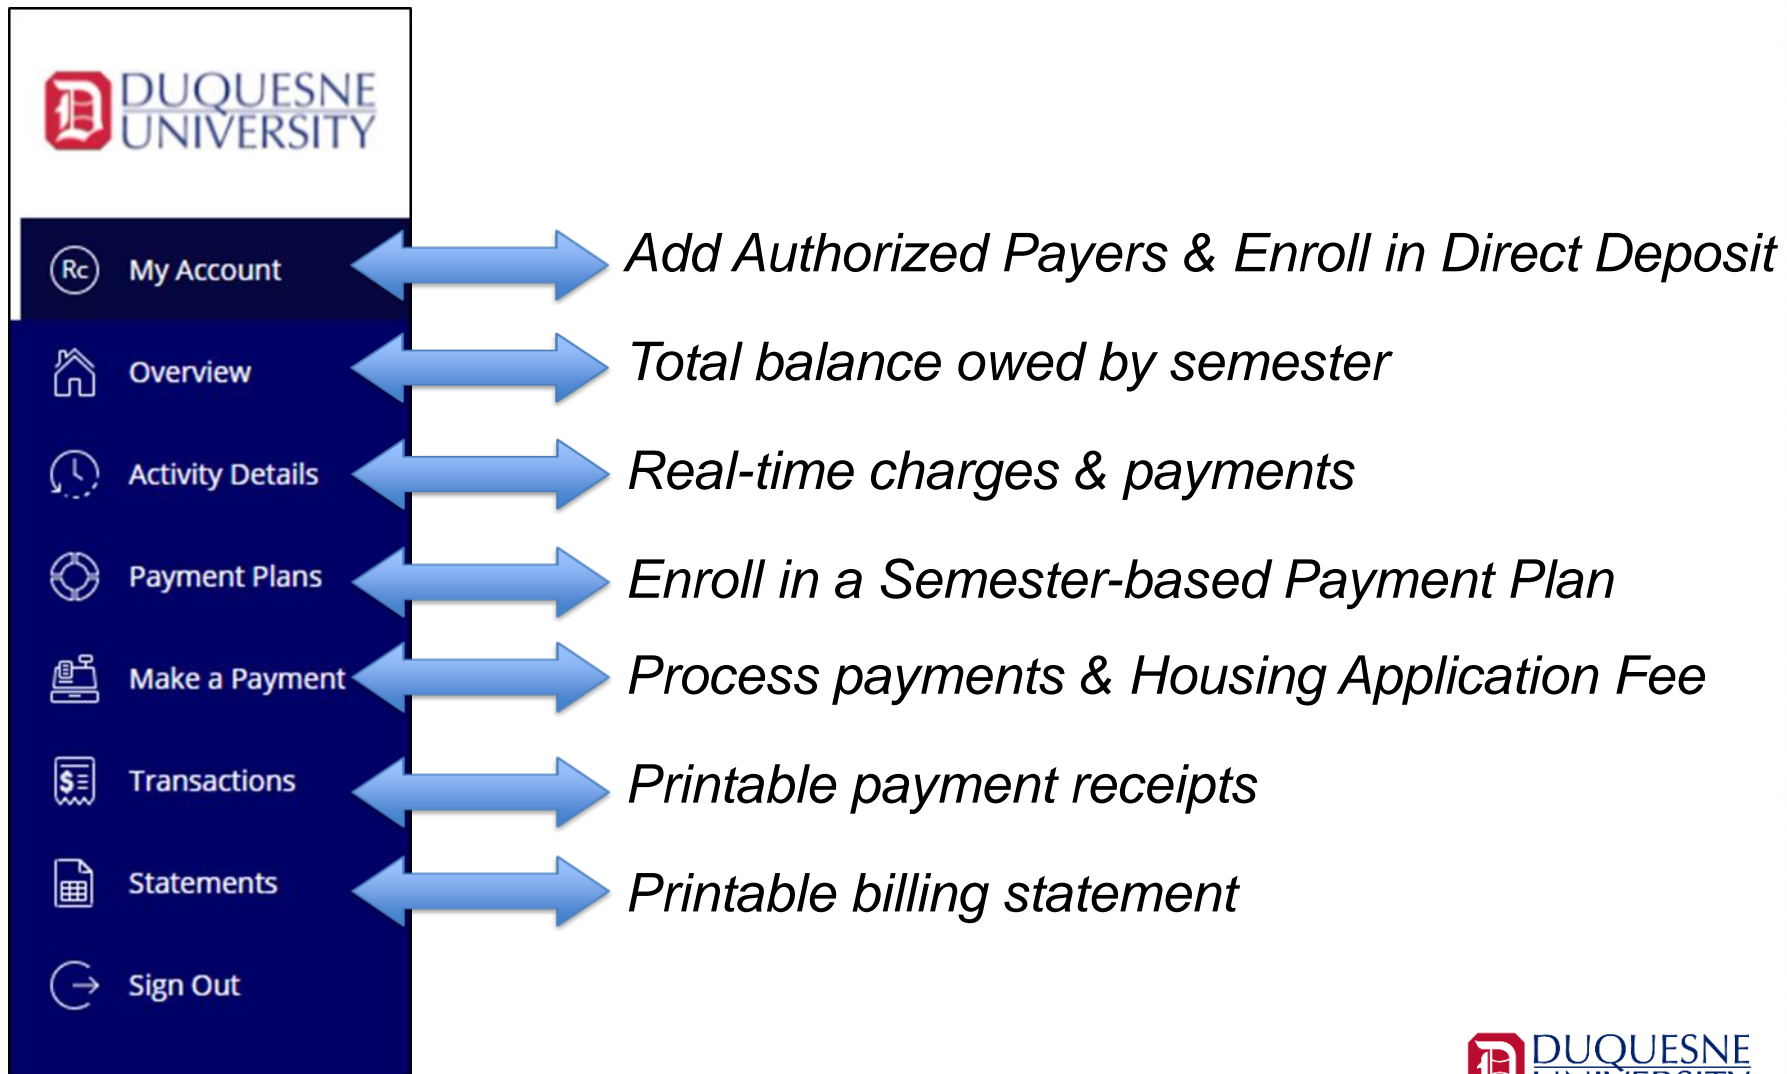 DUQUESNE
UNIVERSITY
Rc My Account
Add Authorized Payers & Enroll in Direct Deposit
Overview
Total balance owed by semester
Activity Details
Real-time charges & payments
Payment Plans
Enroll in a Semester-based Payment Plan
Make a Payment
Process payments & Housing Application Fee
Transactions
Printable payment receipts
Statements
Printable billing statement
Sign Out
DUQUESNE
UNIVERSITY